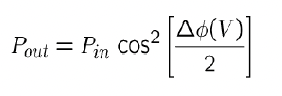 P_out = P_in cos² [Δϕ(V) / 2]